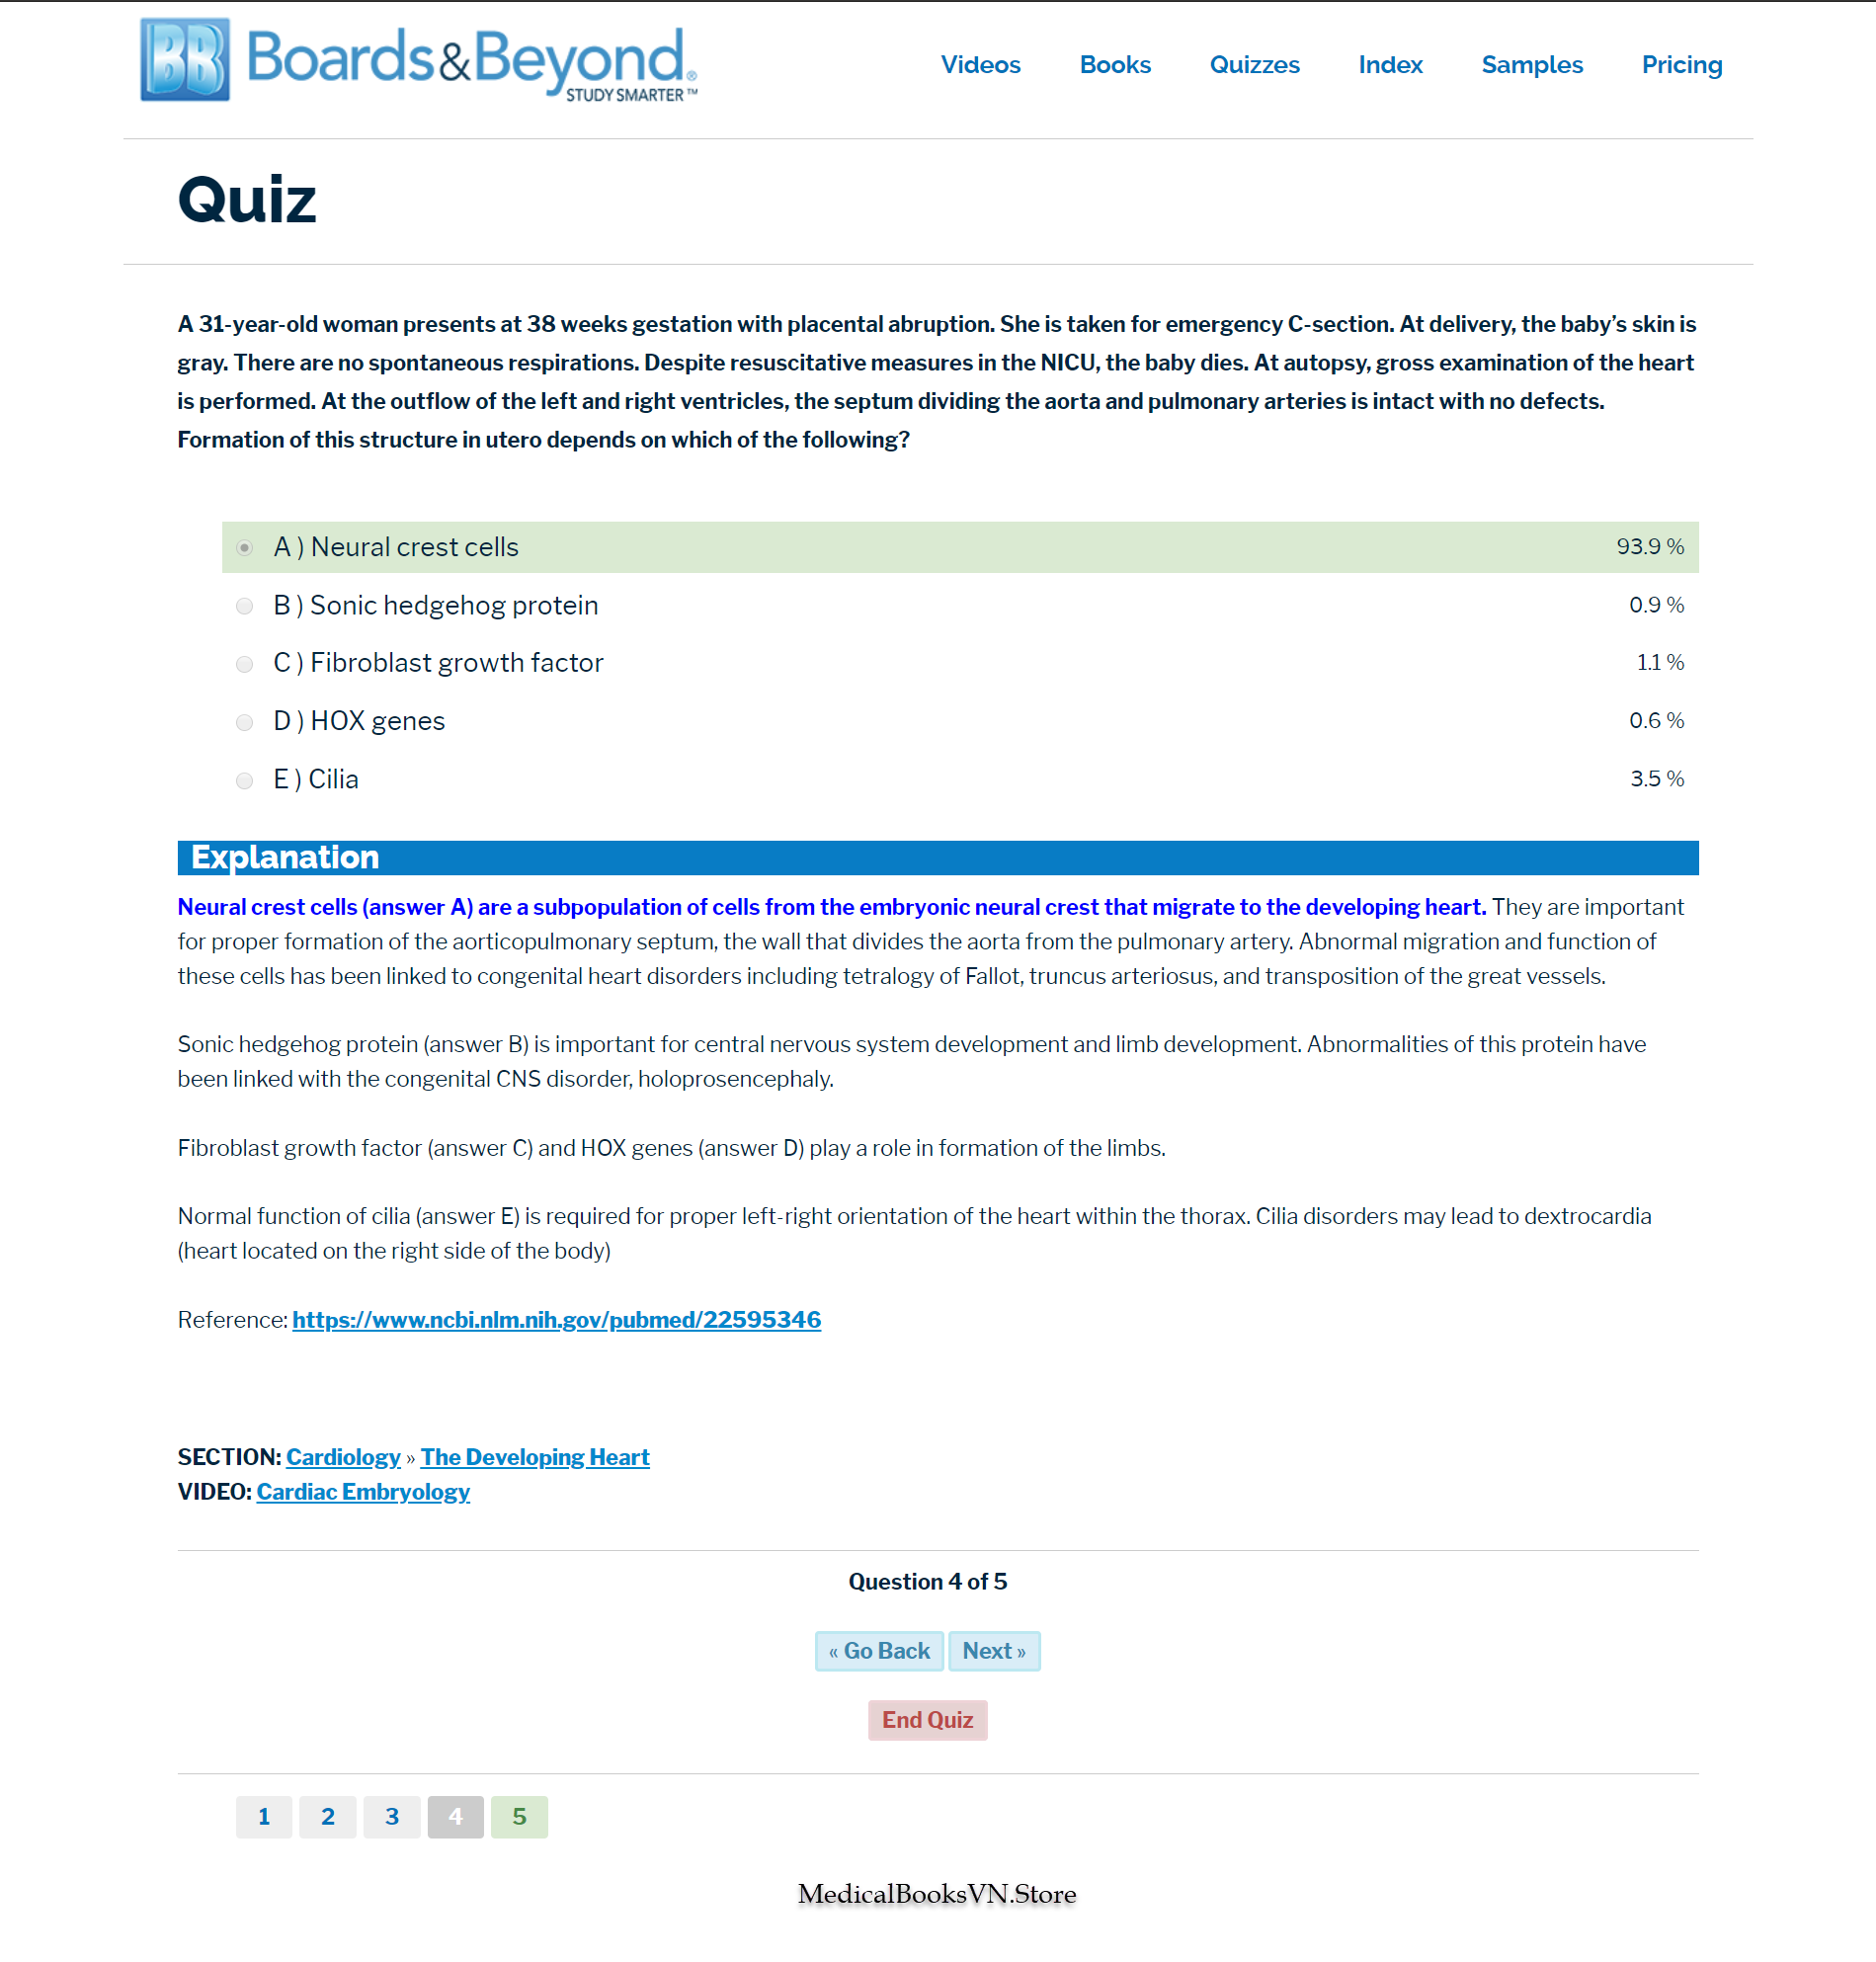 BB Boards&Beyond® 
STUDY SMARTER™
Videos Books Quizzes Index Samples Pricing
Quiz
A 31-year-old woman presents at 38 weeks gestation with placental abruption. She is taken for emergency C-section. At delivery, the baby’s skin is
gray. There are no spontaneous respirations. Despite resuscitative measures in the NICU, the baby dies. At autopsy, gross examination of the heart
is performed. At the outflow of the left and right ventricles, the septum dividing the aorta and pulmonary arteries is intact with no defects.
Formation of this structure in utero depends on which of the following?
A ) Neural crest cells 93.9 %
B ) Sonic hedgehog protein 0.9 %
C ) Fibroblast growth factor 1.1 %
D ) HOX genes 0.6 %
E ) Cilia 3.5 %
Explanation
Neural crest cells (answer A) are a subpopulation of cells from the embryonic neural crest that migrate to the developing heart. They are important
for proper formation of the aorticopulmonary septum, the wall that divides the aorta from the pulmonary artery. Abnormal migration and function of
these cells has been linked to congenital heart disorders including tetralogy of Fallot, truncus arteriosus, and transposition of the great vessels.
Sonic hedgehog protein (answer B) is important for central nervous system development and limb development. Abnormalities of this protein have
been linked with the congenital CNS disorder, holoprosencephaly.
Fibroblast growth factor (answer C) and HOX genes (answer D) play a role in formation of the limbs.
Normal function of cilia (answer E) is required for proper left-right orientation of the heart within the thorax. Cilia disorders may lead to dextrocardia
(heart located on the right side of the body)
Reference: https://www.ncbi.nlm.nih.gov/pubmed/22595346
SECTION: Cardiology » The Developing Heart
VIDEO: Cardiac Embryology
Question 4 of 5
« Go Back Next »
End Quiz
1 2 3 4 5
MedicalBooksVN.Store